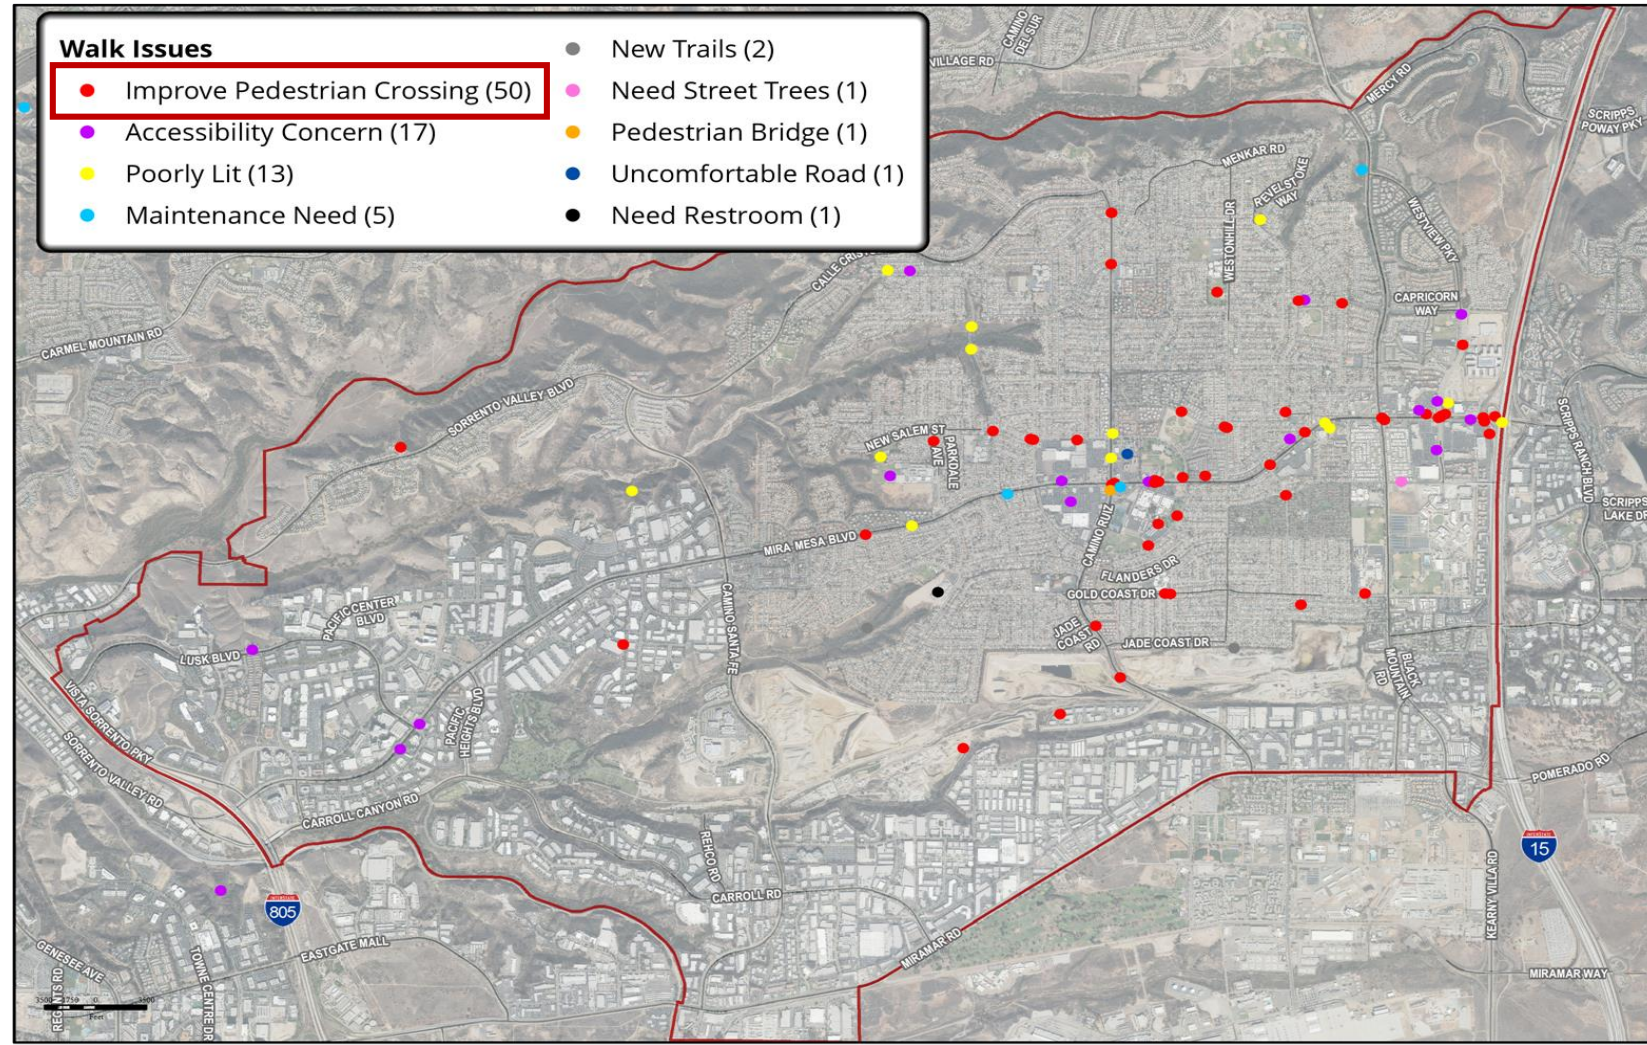 Walk Issues
Improve Pedestrian Crossing (50)
Accessibility Concern (17)
Poorly Lit (13)
Maintenance Need (5)
New Trails (2)
Need Street Trees (1)
Pedestrian Bridge (1)
Uncomfortable Road (1)
Need Restroom (1)
CAMINO
DEL SUR
VILLAGE RD
MERCY RD
SCRIPPS
POWAY PKY
MENKAR RD
REVELSTOKE
WAY
WESTONHILL DR
WESTVIEW PKY
CAPRICORN
WAY
CARMEL MOUNTAIN RD
SORRENTO VALLEY BLVD
NEW SALEM ST
PARKDALE
AVE
SCRIPPS RANCH BLVD
SCRIPPS
LAKE DR
MIRA MESA BLVD
CAMINO RUIZ
FLANDERS DR
GOLD COAST DR
JADE
COAST
RD
JADE COAST DR
BLACK
MOUNTAIN
RD
CAMINO SANTA FE
PACIFIC CENTER
BLVD
LUSK BLVD
VISTA SORRENTO PKY
SORRENTO VALLEY RD
PACIFIC
HEIGHTS BLVD
CARROLL CANYON RD
REHCO RD
CARROLL RD
POMERADO RD
INTERSTATE
15
KEARNY VILLA RD
MIRAMAR RD
MIRAMAR WAY
INTERSTATE
805
EASTGATE MALL
GENESEE AVE
TOWNE CENTRE DR
3500 1750 0 3500
Feet